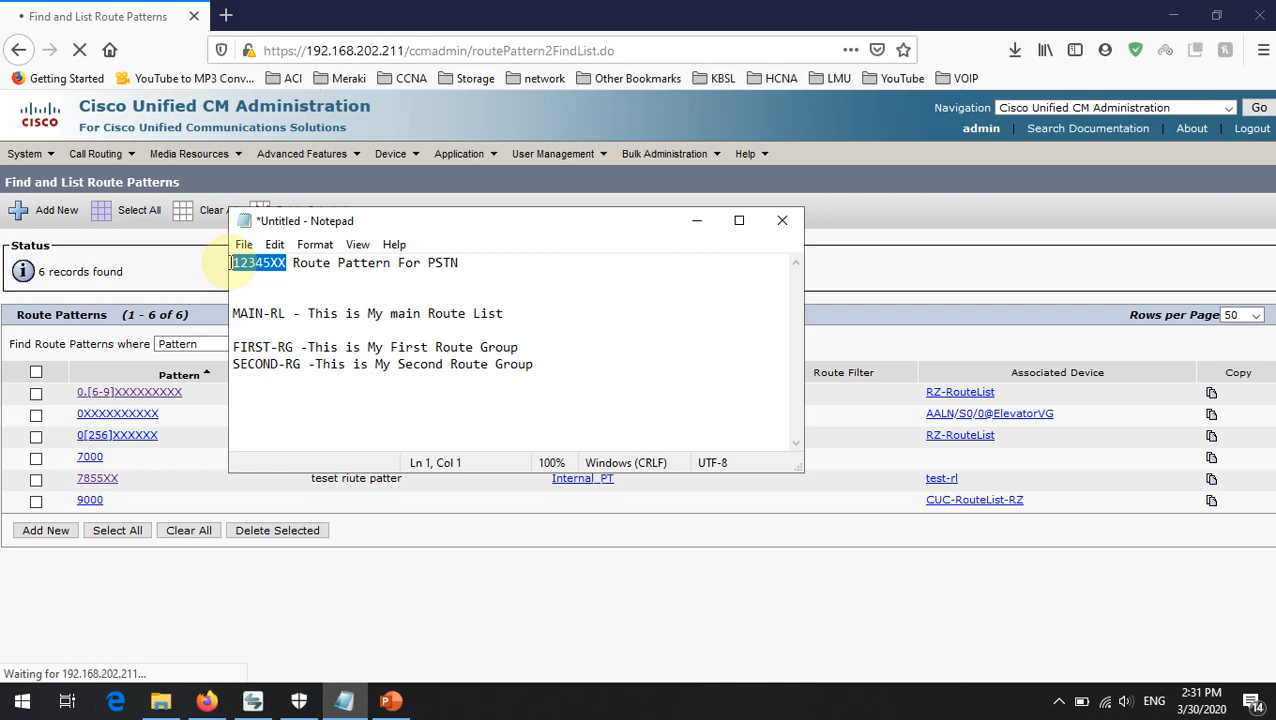 Find and List Route Patterns
https://192.168.202.211/ccmadmin/routePattern2FindList.do
Getting Started YouTube to MP3 Conv... ACI Meraki CCNA Storage network Other Bookmarks KBSL HCNA LMU YouTube VOIP
CISCO
Cisco Unified CM Administration
For Cisco Unified Communications Solutions
Navigation Cisco Unified CM Administration Go
admin Search Documentation About Logout
System Call Routing Media Resources Advanced Features Device Application User Management Bulk Administration Help
Find and List Route Patterns
Add New Select All Clear
Status
6 records found
*Untitled - Notepad
File Edit Format View Help
12345XX Route Pattern For PSTN
MAIN-RL - This is My main Route List
FIRST-RG -This is My First Route Group
SECOND-RG -This is My Second Route Group
Ln 1, Col 1 100% Windows (CRLF) UTF-8
Route Patterns (1 - 6 of 6) Rows per Page 50
Find Route Patterns where Pattern
Pattern Route Filter Associated Device Copy
0.[6-9]XXXXXXXXX RZ-RouteList
0XXXXXXXXXX AALN/S0/0@ElevatorVG
0[256]XXXXXX RZ-RouteList
7000
7855XX teset riute patter Internal_PT test-rl
9000 CUC-RouteList-RZ
Add New Select All Clear All Delete Selected
Waiting for 192.168.202.211...
ENG
2:31 PM
3/30/2020
14